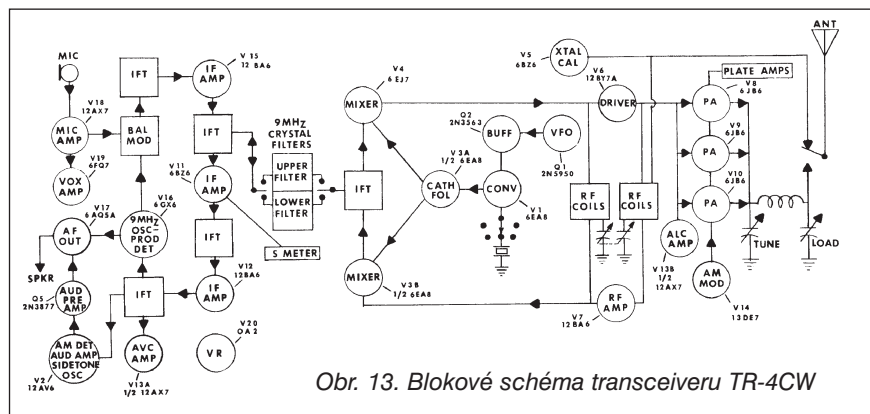 MIC
V18
12AX7
MIC
AMP
V19
6FQ7
VOX
AMP
IFT
BAL
MOD
V 15
12 BA6
IF
AMP
IFT
V11
6BZ6
IF
AMP
IFT
S METER
V12
12BA6
IF
AMP
V16
6GX6
9MHZ
OSC-
PROD
DET
V17
6AQ5A
AF
OUT
SPKR
Q5
2N3877
AUD
PRE
AMP
IFT
V2
12AV6
AM DET
AUD AMP
SIDETONE
OSC
AVC
AMP
V13A
1/2 12AX7
V20
OA2
VR
9MHZ
CRYSTAL
FILTERS
UPPER
FILTER
LOWER
FILTER
IFT
V4
6 EJ7
MIXER
V3A
1/2 6EA8
CATH
FOL
MIXER
V3B
1/2 6EA8
Q2
2N3563
BUFF
VFO
Q1
2N5950
CONV
V1
6EA8
V5
6BZ6
XTAL
CAL
V6
12BY7A
DRIVER
RF
COILS
RF
COILS
V7
12BA6
RF
AMP
PLATE AMPS
V8
6JB6
PA
V9
6JB6
PA
V10
6JB6
PA
ALC
AMP
V13B
1/2
12AX7
AM
MOD
V14
13DE7
TUNE
LOAD
ANT
Obr. 13. Blokové schéma transceiveru TR-4CW